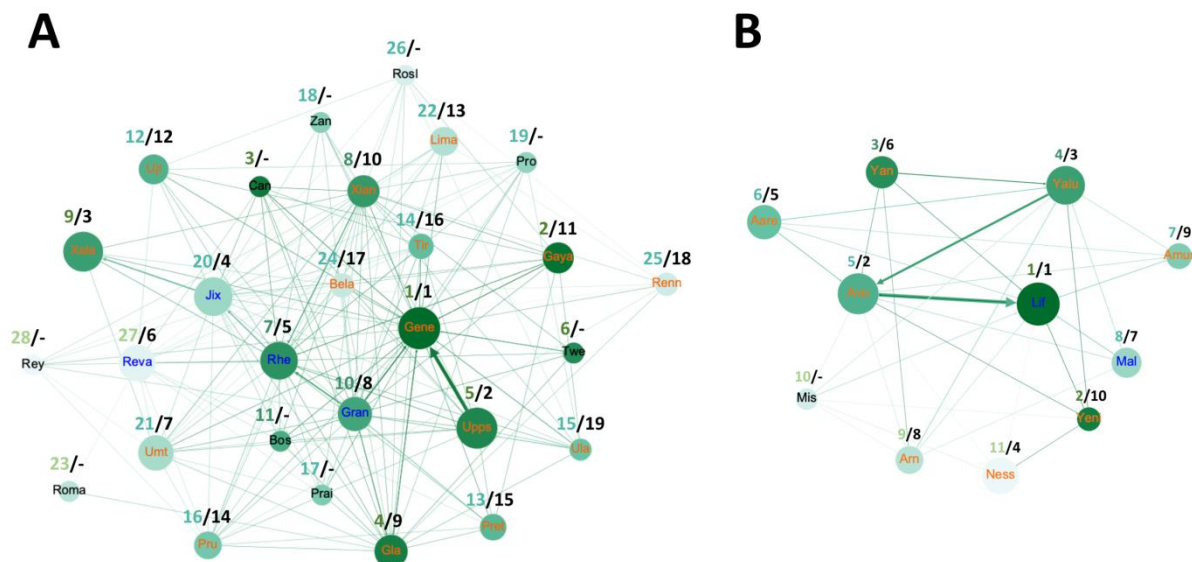 A
26/-
Rosl
18/-
Zan
22/13
Lima
12/12
3/-
Can
8/10
Xian
19/-
Pro
9/3
14/16
Tir
2/11
Gaya
20/4
Jix
24/17
Bela
25/18
Renn
1/1
Gene
28/-
Rey
27/6
Reva
7/5
Rhe
6/-
Twe
10/8
Gran
5/2
Upps
21/7
Umt
11/-
Bos
15/19
Ula
23/-
Roma
17/-
Prai
16/14
Pru
4/9
Gla
13/15
Pret
B
3/6
Yan
4/3
Yalu
6/5
Aare
7/9
Amur
5/2
1/1
Lif
8/7
Mal
10/-
Mis
2/10
Yeni
9/8
Arn
11/4
Ness